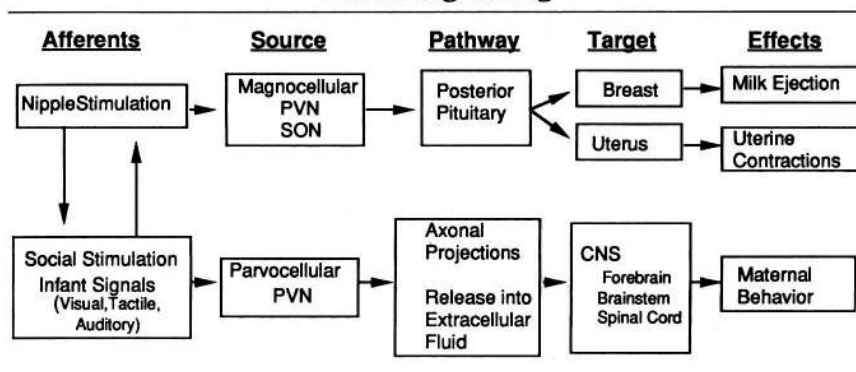 Afferents
Source
Pathway
Target
Effects
NippleStimulation
Magnocellular
PVN
SON
Posterior
Pituitary
Breast
Milk Ejection
Uterus
Uterine
Contractions
Social Stimulation
Infant Signals
(Visual,Tactile,
Auditory)
Parvocellular
PVN
Axonal
Projections
Release into
Extracellular
Fluid
CNS
Forebrain
Brainstem
Spinal Cord
Maternal
Behavior